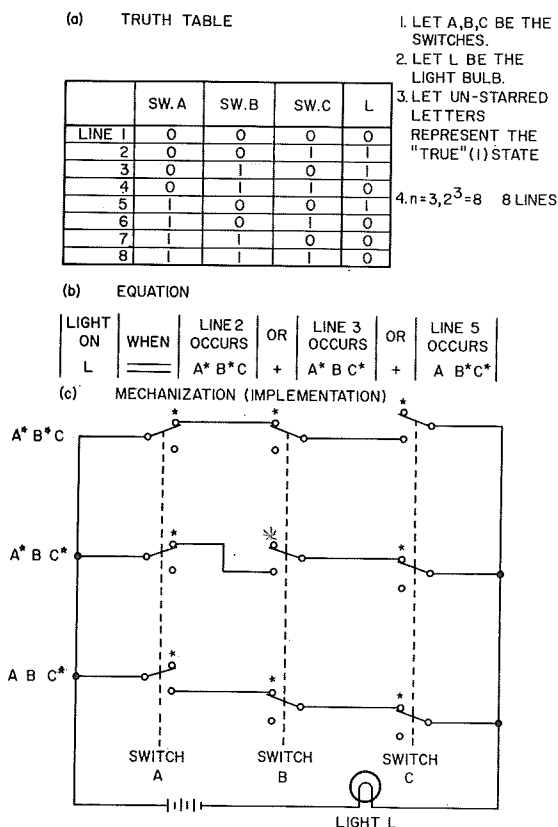 (a) TRUTH TABLE
1. LET A,B,C BE THE
SWITCHES.
2. LET L BE THE
LIGHT BULB.
3. LET UN-STARRED
LETTERS
REPRESENT THE
"TRUE" (1) STATE
4. n=3, 2³=8 8 LINES
SW. A SW. B SW. C L
LINE 1 0 0 0 0
2 0 0 1 1
3 0 1 0 1
4 0 1 1 0
5 1 0 0 1
6 1 0 1 0
7 1 1 0 0
8 1 1 1 0
(b) EQUATION
LIGHT ON WHEN LINE 2 OCCURS OR LINE 3 OCCURS OR LINE 5 OCCURS
L = A* B* C + A* B C* + A B* C*
(c) MECHANIZATION (IMPLEMENTATION)
* * *
A* B* C
* * *
A* B C*
* * *
A B C*
SWITCH A SWITCH B SWITCH C
LIGHT L